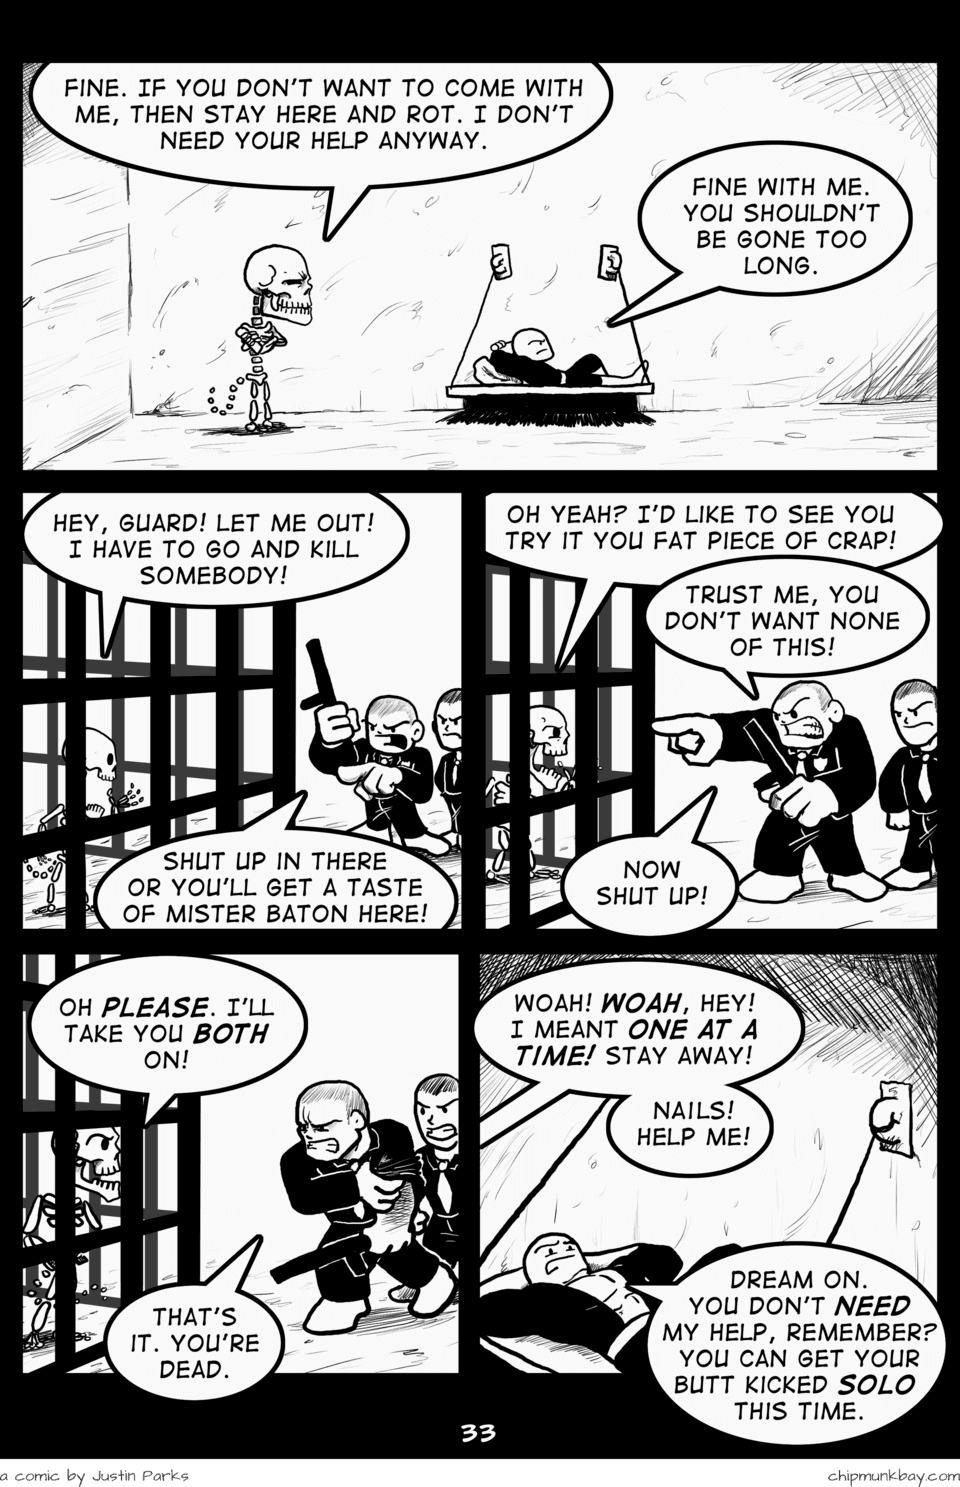 FINE. IF YOU DON'T WANT TO COME WITH
ME, THEN STAY HERE AND ROT. I DON'T
NEED YOUR HELP ANYWAY.
FINE WITH ME.
YOU SHOULDN'T
BE GONE TOO
LONG.
HEY, GUARD! LET ME OUT!
I HAVE TO GO AND KILL
SOMEBODY!
SHUT UP IN THERE
OR YOU'LL GET A TASTE
OF MISTER BATON HERE!
OH YEAH? I'D LIKE TO SEE YOU
TRY IT YOU FAT PIECE OF CRAP!
TRUST ME, YOU
DON'T WANT NONE
OF THIS!
NOW
SHUT UP!
OH PLEASE. I'LL
TAKE YOU BOTH
ON!
THAT'S
IT. YOU'RE
DEAD.
WOAH! WOAH, HEY!
I MEANT ONE AT A
TIME! STAY AWAY!
NAILS!
HELP ME!
DREAM ON.
YOU DON'T NEED
MY HELP, REMEMBER?
YOU CAN GET YOUR
BUTT KICKED SOLO
THIS TIME.
33
a comic by Justin Parks
chipmunkbay.com